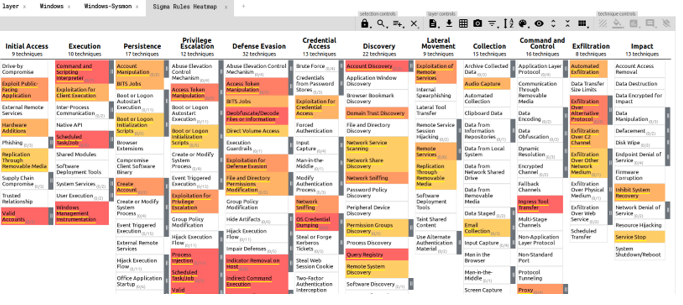 layer
Windows
Windows-Sysmon
Sigma Rules Heatmap
selection controls
layer controls
technique controls
Initial Access
9 techniques
Drive-by Compromise
Exploit Public-Facing Application
External Remote Services
Hardware Additions
Phishing
Replication Through Removable Media
Supply Chain Compromise
Trusted Relationship
Valid Accounts
Execution
10 techniques
Command and Scripting Interpreter
Exploitation for Client Execution
Inter-Process Communication
Native API
Scheduled Task/Job
Shared Modules
Software Deployment Tools
System Services
User Execution
Windows Management Instrumentation
Persistence
17 techniques
Account Manipulation
BITS Jobs
Boot or Logon Autostart Execution
Boot or Logon Initialization Scripts
Browser Extensions
Compromise Client Software Binary
Create Account
Create or Modify System Process
Event Triggered Execution
External Remote Services
Hijack Execution Flow
Office Application Startup
Privilege Escalation
12 techniques
Abuse Elevation Control Mechanism
Access Token Manipulation
Boot or Logon Autostart Execution
Boot or Logon Initialization Scripts
Create or Modify System Process
Event Triggered Execution
Exploitation for Privilege Escalation
Group Policy Modification
Hijack Execution Flow
Process Injection
Scheduled Task/Job
Valid
Defense Evasion
32 techniques
Abuse Elevation Control Mechanism
Access Token Manipulation
BITS Jobs
Deobfuscate/Decode Files or Information
Direct Volume Access
Execution Guardrails
Exploitation for Defense Evasion
File and Directory Permissions Modification
Group Policy Modification
Hide Artifacts
Hijack Execution Flow
Impair Defenses
Indicator Removal on Host
Indirect Command Execution
Credential Access
13 techniques
Brute Force
Credentials from Password Stores
Exploitation for Credential Access
Forced Authentication
Input Capture
Man-in-the-Middle
Modify Authentication Process
Network Sniffing
OS Credential Dumping
Steal or Forge Kerberos Tickets
Steal Web Session Cookie
Two-Factor Authentication Interception
Discovery
22 techniques
Account Discovery
Application Window Discovery
Browser Bookmark Discovery
Domain Trust Discovery
File and Directory Discovery
Network Service Scanning
Network Share Discovery
Network Sniffing
Password Policy Discovery
Peripheral Device Discovery
Permission Groups Discovery
Process Discovery
Query Registry
Remote System Discovery
Software Discovery
Lateral Movement
9 techniques
Exploitation of Remote Services
Internal Spearphishing
Lateral Tool Transfer
Remote Service Session Hijacking
Remote Services
Replication Through Removable Media
Software Deployment Tools
Taint Shared Content
Use Alternate Authentication Material
Collection
15 techniques
Archive Collected Data
Audio Capture
Automated Collection
Clipboard Data
Data from Information Repositories
Data from Local System
Data from Network Shared Drive
Data from Removable Media
Data Staged
Email Collection
Input Capture
Man in the Browser
Man-in-the-Middle
Screen Capture
Command and Control
16 techniques
Application Layer Protocol
Communication Through Removable Media
Data Encoding
Data Obfuscation
Dynamic Resolution
Encrypted Channel
Fallback Channels
Ingress Tool Transfer
Multi-Stage Channels
Non-Application Layer Protocol
Non-Standard Port
Protocol Tunneling
Proxy
Exfiltration
8 techniques
Automated Exfiltration
Data Transfer Size Limits
Exfiltration Over Alternative Protocol
Exfiltration Over C2 Channel
Exfiltration Over Other Network Medium
Exfiltration Over Physical Medium
Exfiltration Over Web Service
Scheduled Transfer
Impact
13 techniques
Account Access Removal
Data Destruction
Data Encrypted for Impact
Data Manipulation
Defacement
Disk Wipe
Endpoint Denial of Service
Firmware Corruption
Inhibit System Recovery
Network Denial of Service
Resource Hijacking
Service Stop
System Shutdown/Reboot